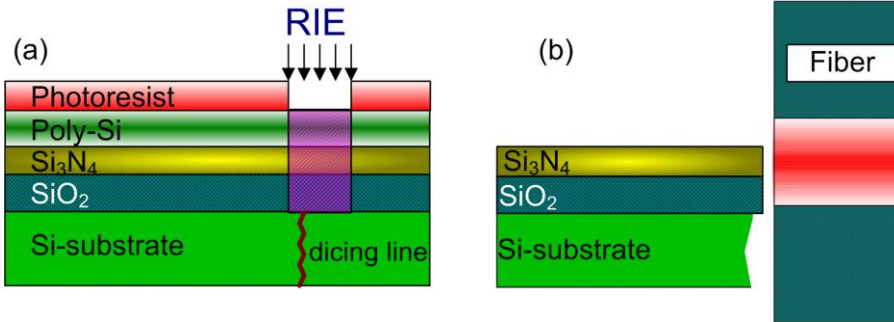 (a)
RIE
Photoresist
Poly-Si
Si₃N₄
SiO₂
Si-substrate
dicing line
(b)
Fiber
Si₃N₄
SiO₂
Si-substrate